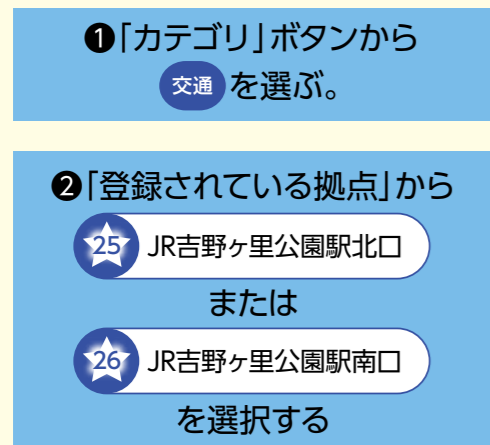 ❶「カテゴリ」ボタンから
交通 を選ぶ。
❷「登録されている拠点」から
25 JR吉野ヶ里公園駅北口
または
26 JR吉野ヶ里公園駅南口
を選択する